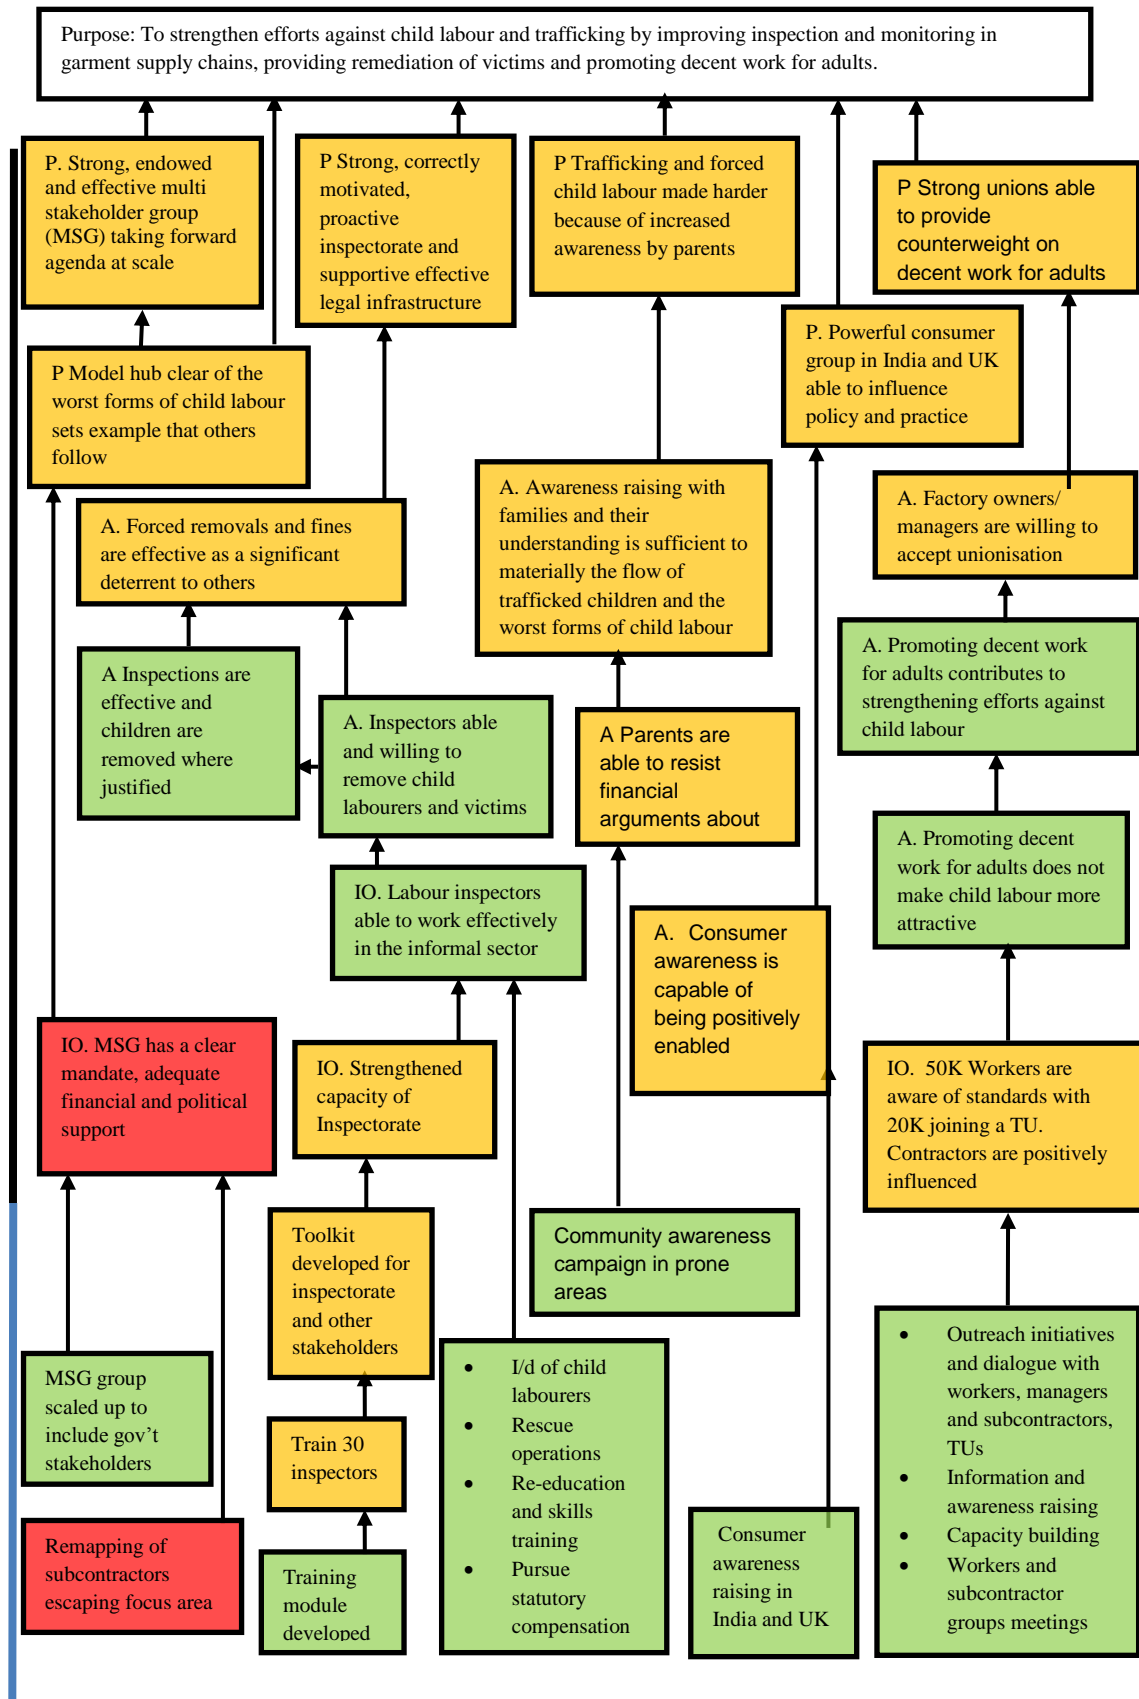 Purpose: To strengthen efforts against child labour and trafficking by improving inspection and monitoring in
garment supply chains, providing remediation of victims and promoting decent work for adults.
P. Strong, endowed
and effective multi
stakeholder group
(MSG) taking forward
agenda at scale
P Strong, correctly
motivated,
proactive
inspectorate and
supportive effective
legal infrastructure
P Trafficking and forced
child labour made harder
because of increased
awareness by parents
P Strong unions able
to provide
counterweight on
decent work for adults
P. Powerful consumer
group in India and UK
able to influence
policy and practice
P Model hub clear of the
worst forms of child labour
sets example that others
follow
A. Forced removals and fines
are effective as a significant
deterrent to others
A. Awareness raising with
families and their
understanding is sufficient to
materially the flow of
trafficked children and the
worst forms of child labour
A. Factory owners/
managers are willing to
accept unionisation
A Inspections are
effective and
children are
removed where
justified
A. Inspectors able
and willing to
remove child
labourers and victims
A Parents are
able to resist
financial
arguments about
A. Promoting decent work
for adults contributes to
strengthening efforts against
child labour
A. Promoting decent
work for adults does not
make child labour more
attractive
IO. Labour inspectors
able to work effectively
in the informal sector
A. Consumer
awareness is
capable of
being positively
enabled
IO. MSG has a clear
mandate, adequate
financial and political
support
IO. Strengthened
capacity of
Inspectorate
IO. 50K Workers are
aware of standards with
20K joining a TU.
Contractors are positively
influenced
Toolkit
developed for
inspectorate
and other
stakeholders
Community awareness
campaign in prone
areas
MSG group
scaled up to
include gov't
stakeholders
Train 30
inspectors
• I/d of child
labourers
• Rescue
operations
• Re-education
and skills
training
• Pursue
statutory
compensation
• Outreach initiatives
and dialogue with
workers, managers
and subcontractors,
TUs
• Information and
awareness raising
• Capacity building
• Workers and
subcontractor
groups meetings
Remapping of
subcontractors
escaping focus area
Training
module
developed
Consumer
awareness
raising in
India and UK